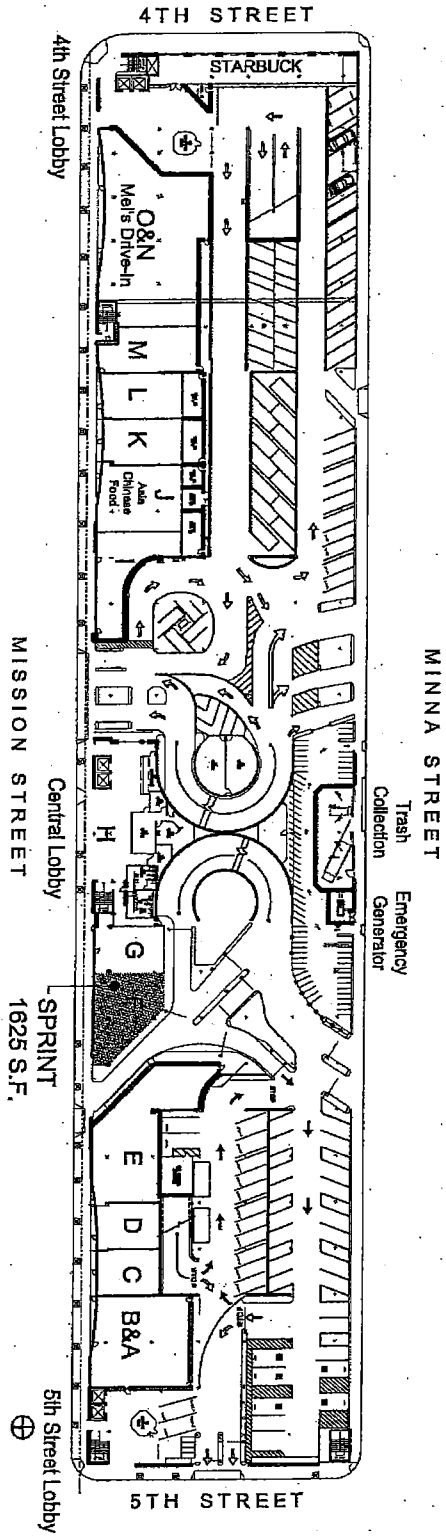 4TH STREET
STARBUCK
4th Street Lobby
O&N
Mel's Drive-In
M
L
K
J
Asia
Chinese
Food
MISSION STREET
MINNA STREET
Central Lobby
H
Trash
Collection
Emergency
Generator
G
SPRINT
1625 S.F.
E
D
C
B&A
5th Street Lobby
5TH STREET